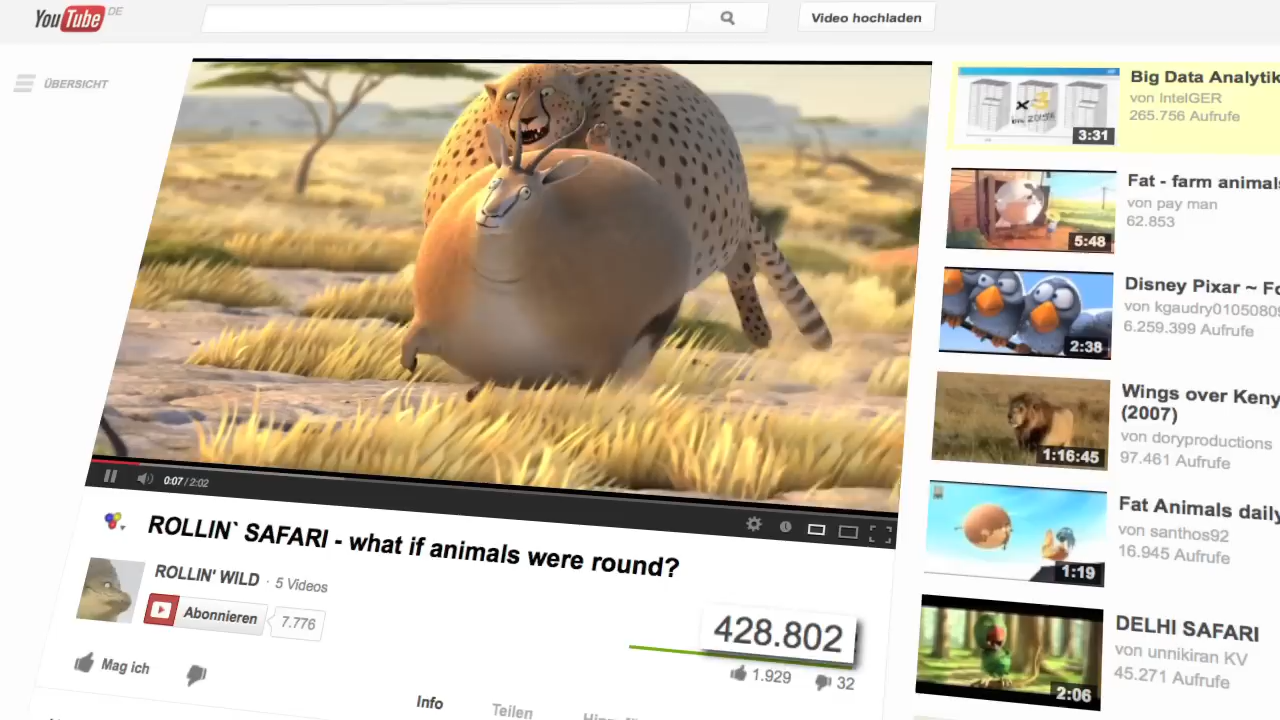 YouTube DE
Video hochladen
ÜBERSICHT
0:07 / 2:02
ROLLIN` SAFARI - what if animals were round?
ROLLIN' WILD · 5 Videos
Abonnieren 7.776
428.802
Mag ich
1.929 32
Info Teilen
Big Data Analytik
von IntelGER
265.756 Aufrufe
x3
3:31
Fat - farm animals
von pay man
62.853
5:48
Disney Pixar ~ Fo
von kgaudry01050809
6.259.399 Aufrufe
2:38
Wings over Keny
(2007)
von doryproductions
97.461 Aufrufe
1:16:45
Fat Animals daily
von santhos92
16.945 Aufrufe
1:19
DELHI SAFARI
von unnikiran KV
45.271 Aufrufe
2:06